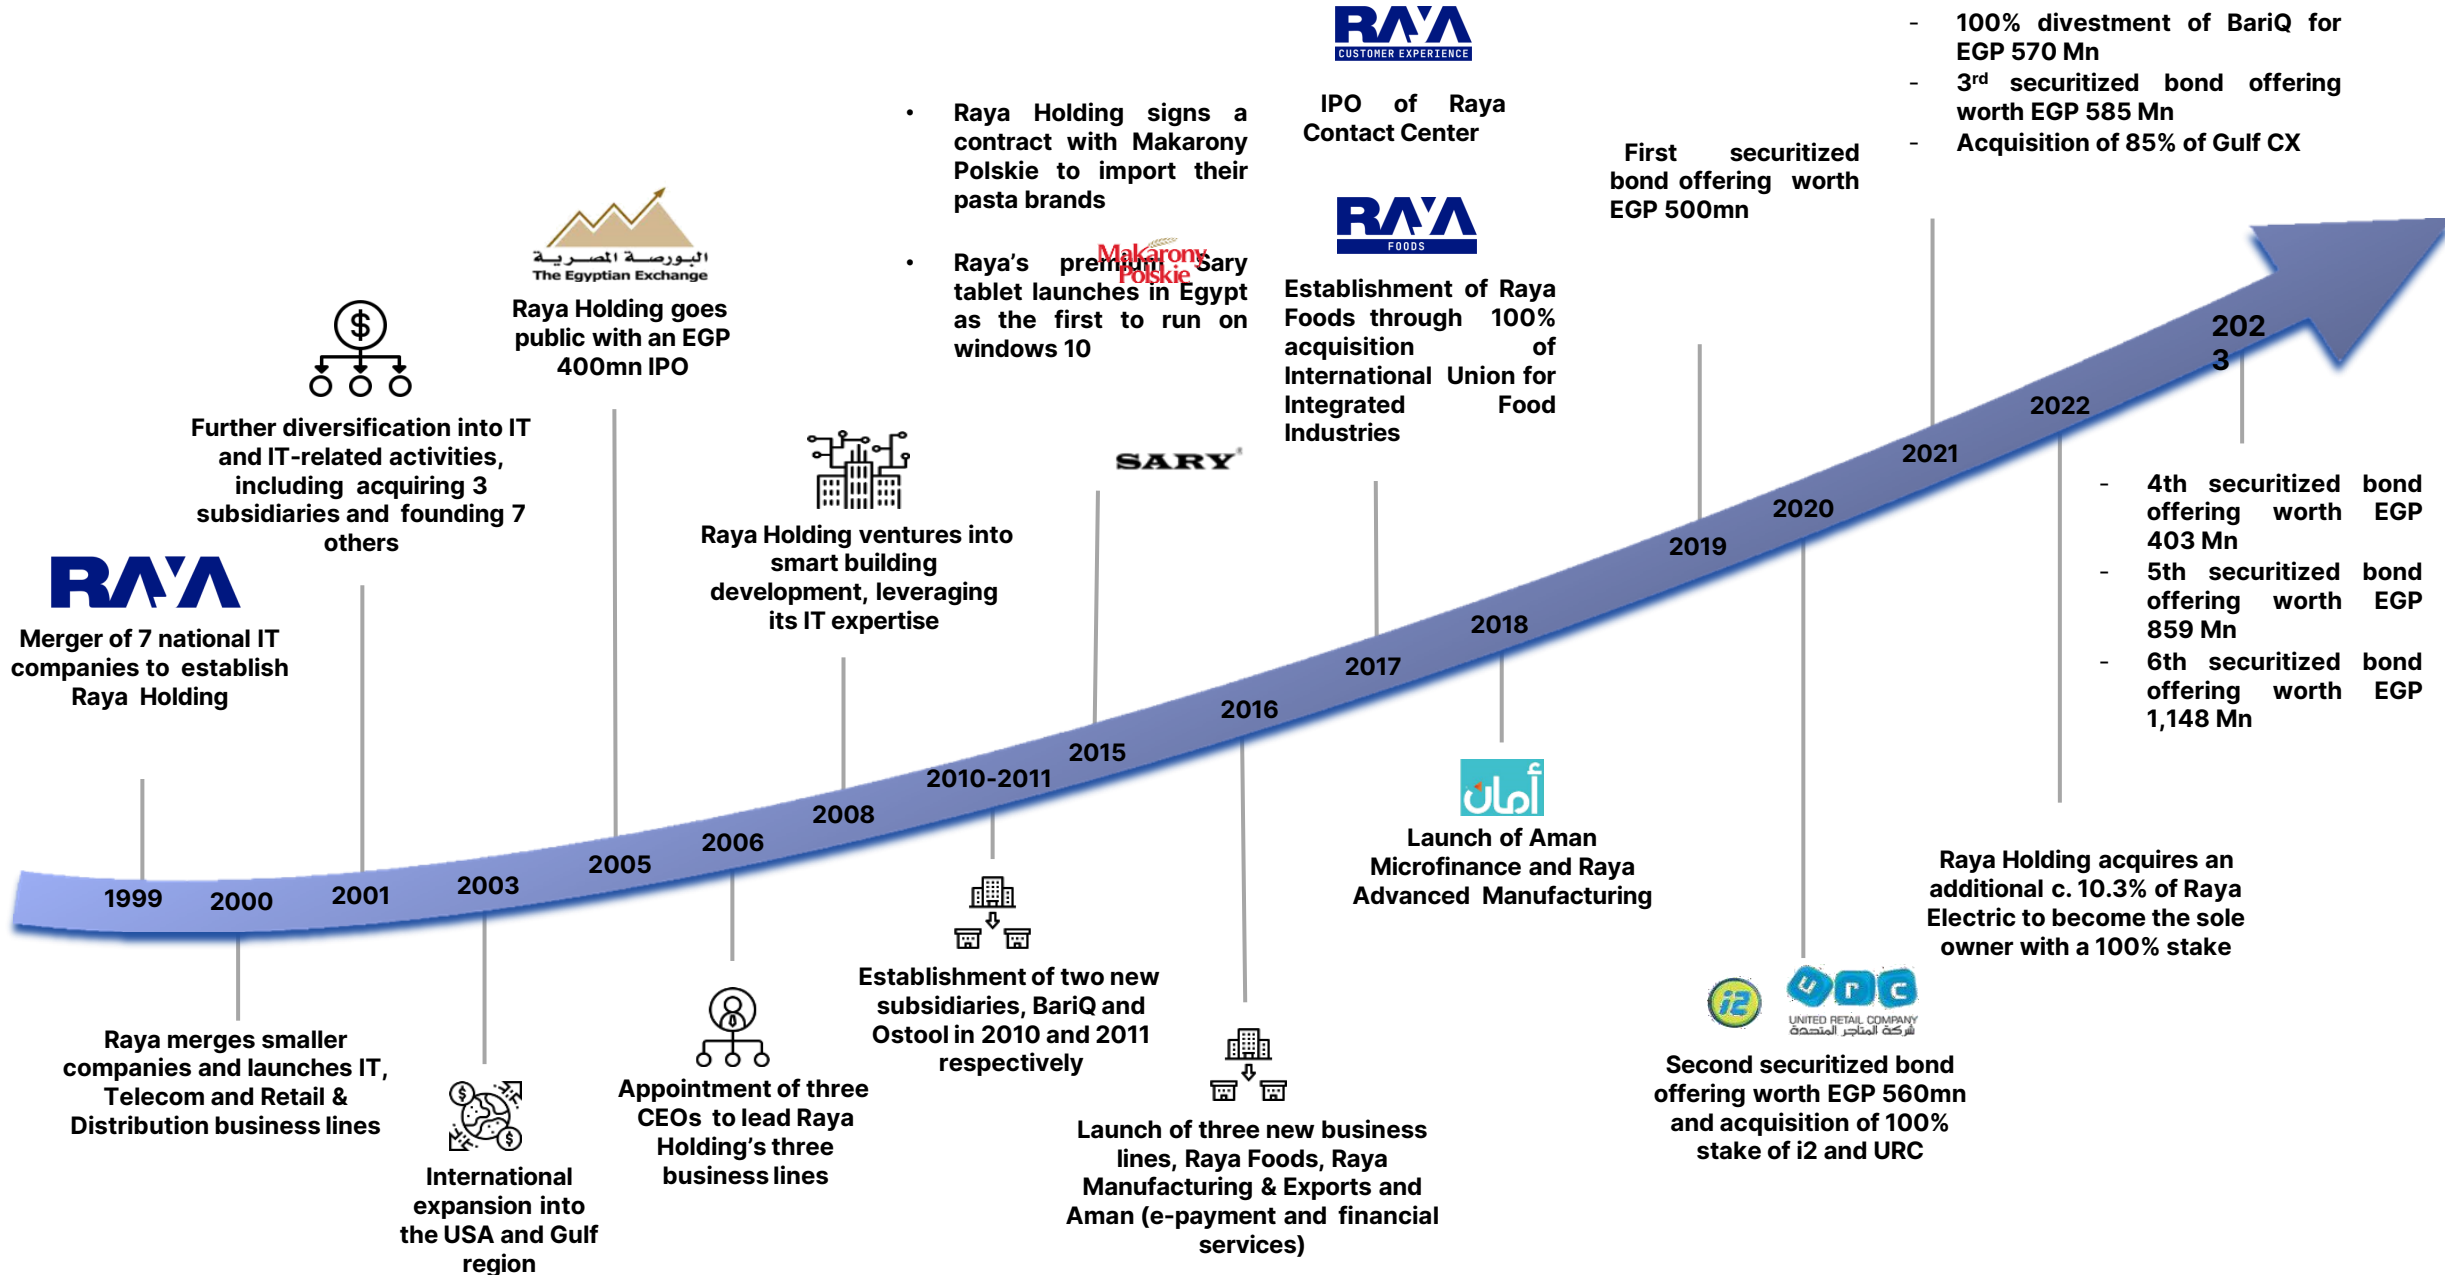 RAYA
Merger of 7 national IT
companies to establish
Raya Holding
1999
2000
Raya merges smaller
companies and launches IT,
Telecom and Retail &
Distribution business lines
Further diversification into IT
and IT-related activities,
including acquiring 3
subsidiaries and founding 7
others
2001
2003
International
expansion into
the USA and Gulf
region
البورصة المصرية
The Egyptian Exchange
Raya Holding goes
public with an EGP
400mn IPO
2005
2006
Appointment of three
CEOs to lead Raya
Holding’s three
business lines
Raya Holding ventures into
smart building
development, leveraging
its IT expertise
2008
2010-2011
Establishment of two new
subsidiaries, BariQ and
Ostool in 2010 and 2011
respectively
• Raya Holding signs a
contract with Makarony
Polskie to import their
pasta brands
Makarony
Polskie
• Raya’s premium Sary
tablet launches in Egypt
as the first to run on
windows 10
SARY
2015
2016
Launch of three new business
lines, Raya Foods, Raya
Manufacturing & Exports and
Aman (e-payment and financial
services)
RAYA
CUSTOMER EXPERIENCE
IPO of Raya
Contact Center
RAYA
FOODS
Establishment of Raya
Foods through 100%
acquisition of
International Union for
Integrated Food
Industries
2017
2018
أمان
Launch of Aman
Microfinance and Raya
Advanced Manufacturing
First securitized
bond offering worth
EGP 500mn
2019
2020
i2
urc
UNITED RETAIL COMPANY
شركة المتاجر المتحدة
Second securitized bond
offering worth EGP 560mn
and acquisition of 100%
stake of i2 and URC
- 100% divestment of BariQ for
EGP 570 Mn
- 3rd securitized bond offering
worth EGP 585 Mn
- Acquisition of 85% of Gulf CX
2021
2022
Raya Holding acquires an
additional c. 10.3% of Raya
Electric to become the sole
owner with a 100% stake
202
3
- 4th securitized bond
offering worth EGP
403 Mn
- 5th securitized bond
offering worth EGP
859 Mn
- 6th securitized bond
offering worth EGP
1,148 Mn